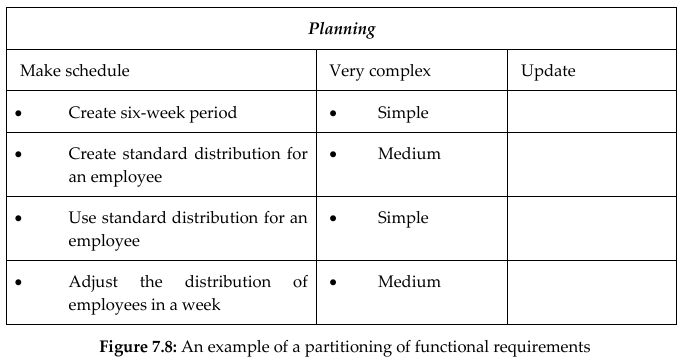 Planning
Make schedule Very complex Update
• Create six-week period • Simple
• Create standard distribution for • Medium
an employee
• Use standard distribution for an • Simple
employee
• Adjust the distribution of • Medium
employees in a week
Figure 7.8: An example of a partitioning of functional requirements